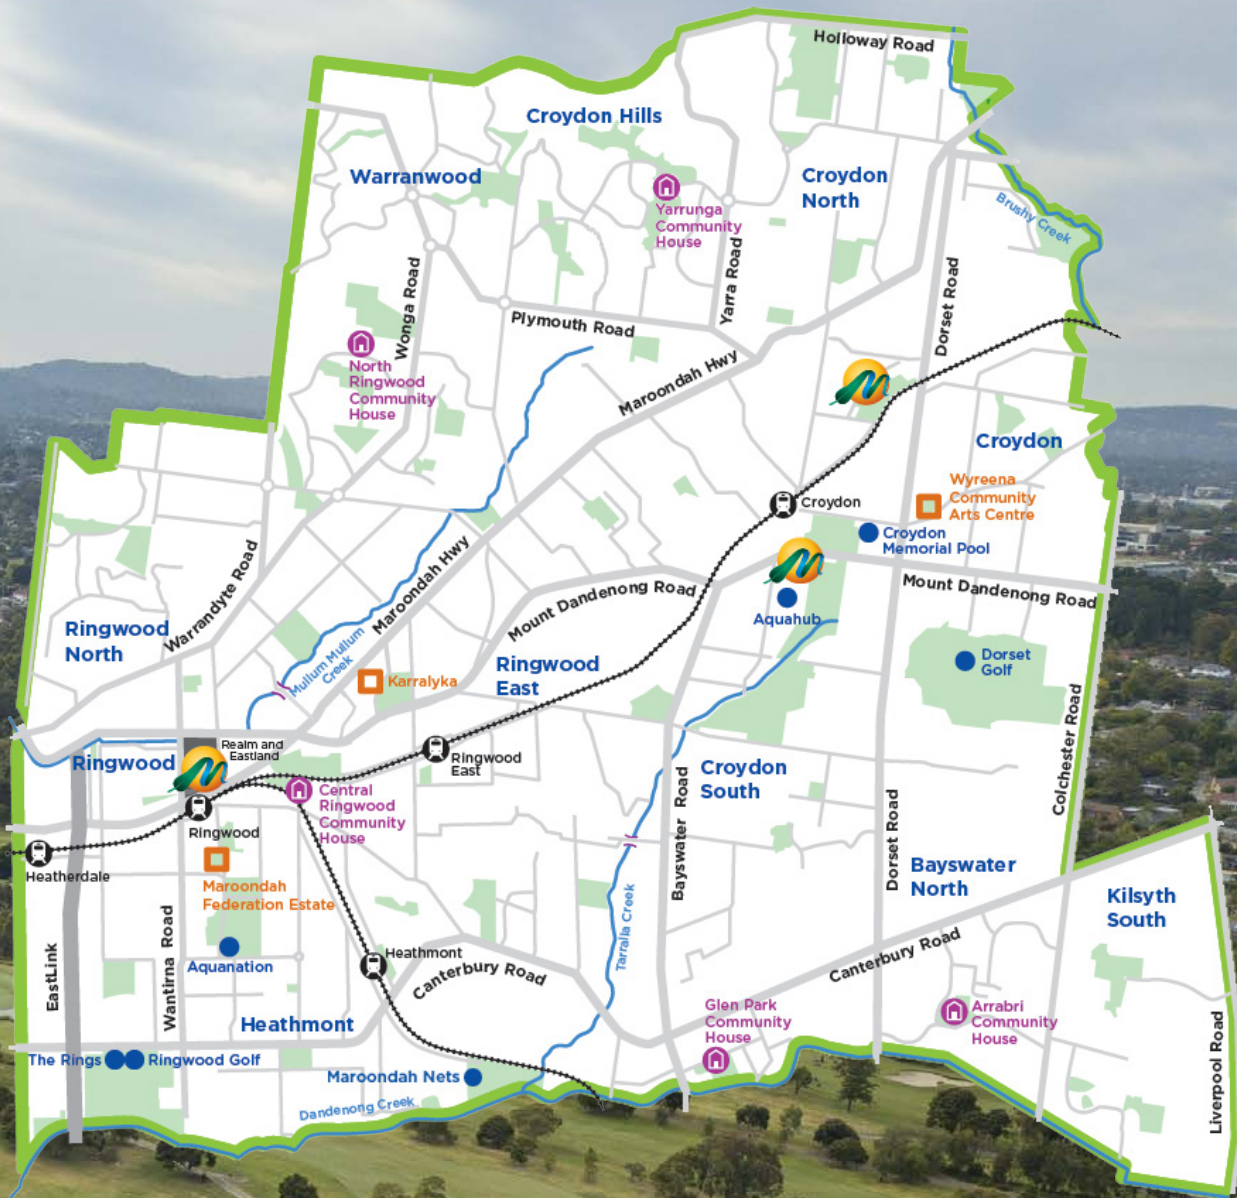 Holloway Road
Croydon Hills
Warranwood
Croydon
North
Yarrunga
Community
House
Brushy Creek
Wonga Road
Yarra Road
Dorset Road
Plymouth Road
North
Ringwood
Community
House
Maroondah Hwy
Croydon
Wyreena
Community
Arts Centre
Croydon
Croydon
Memorial Pool
Maroondah Hwy
Warrandyte Road
Mount Dandenong Road
Mount Dandenong Road
Aquahub
Ringwood
North
Mullum Mullum
Creek
Karralyka
Ringwood
East
Dorset
Golf
Colchester Road
Realm and
Eastland
Ringwood
Ringwood
East
Croydon
South
Bayswater Road
Central
Ringwood
Community
House
Ringwood
Heatherdale
Dorset Road
Bayswater
North
Kilsyth
South
Maroondah
Federation Estate
Tarralla Creek
EastLink
Wantirna Road
Aquanation
Heathmont
Canterbury Road
Canterbury Road
Heathmont
Glen Park
Community
House
Arrabri
Community
House
Liverpool Road
The Rings
Ringwood Golf
Maroondah Nets
Dandenong Creek